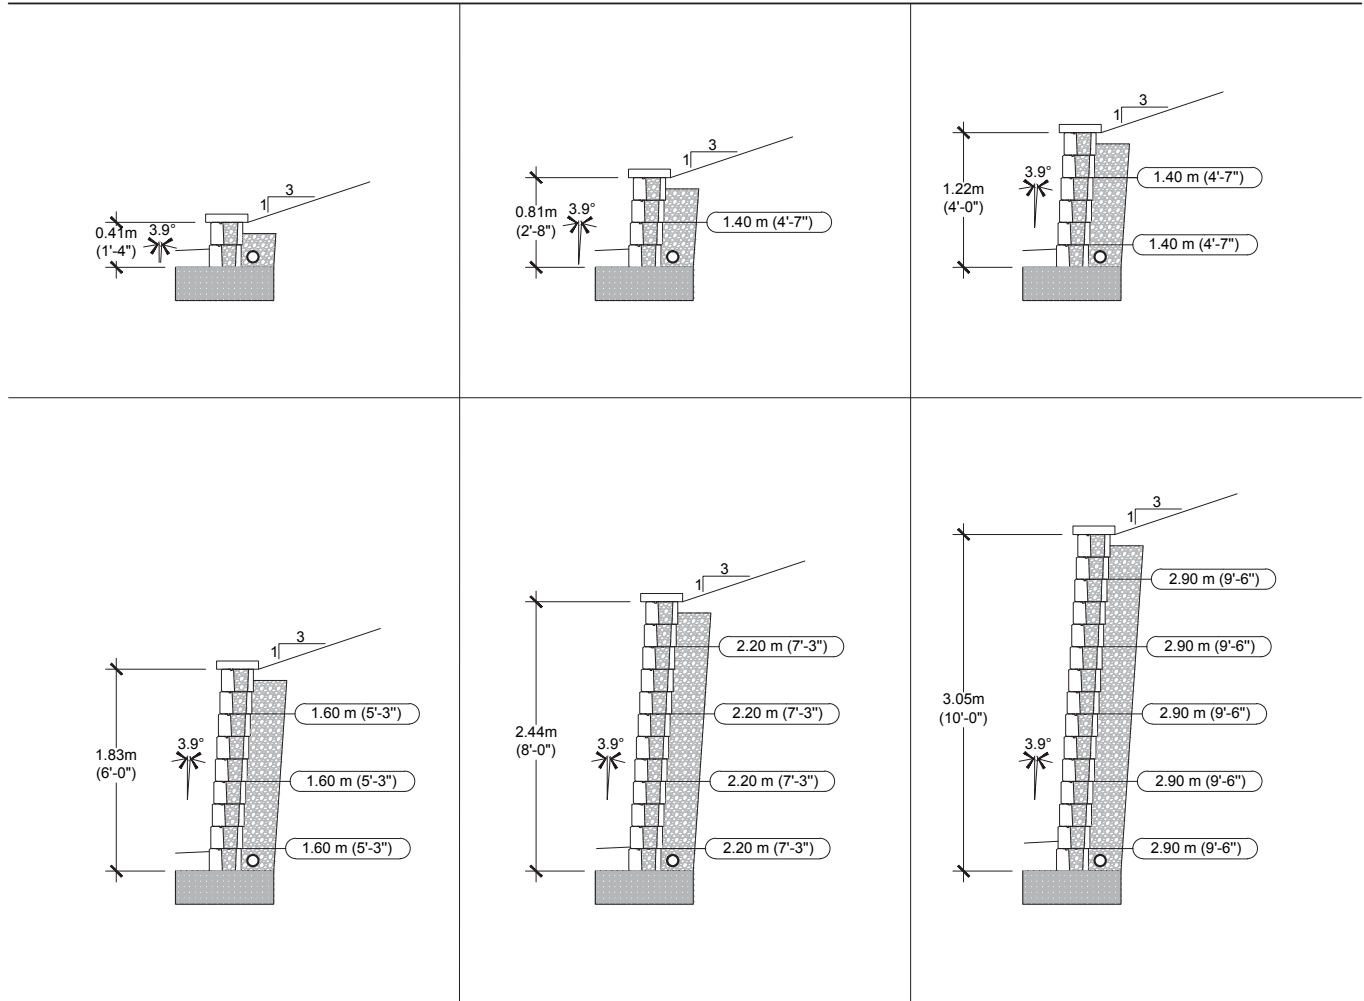 3
1
0.41m
(1'-4")
3.9°
3
1
0.81m
(2'-8")
3.9°
1.40 m (4'-7")
3
1
1.22m
(4'-0")
3.9°
1.40 m (4'-7")
1.40 m (4'-7")
3
1
1.83m
(6'-0")
3.9°
1.60 m (5'-3")
1.60 m (5'-3")
1.60 m (5'-3")
3
1
2.44m
(8'-0")
3.9°
2.20 m (7'-3")
2.20 m (7'-3")
2.20 m (7'-3")
2.20 m (7'-3")
3
1
3.05m
(10'-0")
3.9°
2.90 m (9'-6")
2.90 m (9'-6")
2.90 m (9'-6")
2.90 m (9'-6")
2.90 m (9'-6")